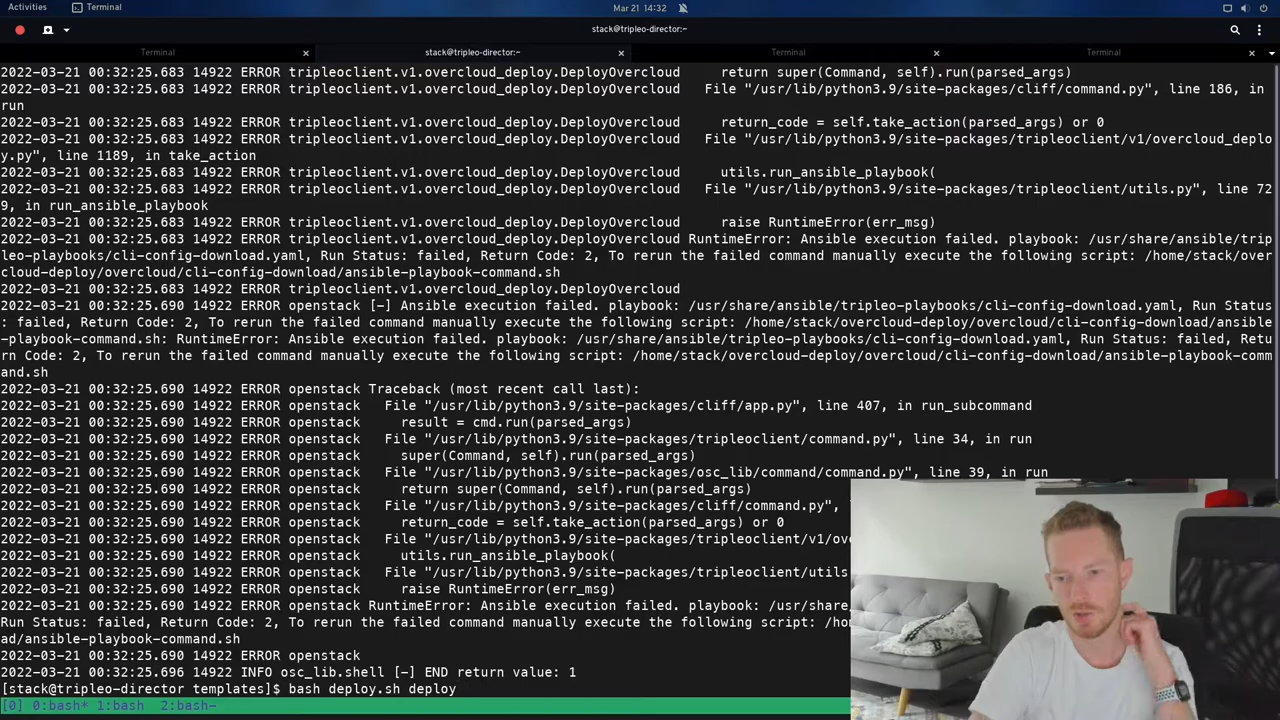 Activities
Terminal
Mar 21 14:32
stack@tripleo-director:~
Terminal
stack@tripleo-director:~
Terminal
Terminal
2022-03-21 00:32:25.683 14922 ERROR tripleoclient.v1.overcloud_deploy.DeployOvercloud     return super(Command, self).run(parsed_args)
2022-03-21 00:32:25.683 14922 ERROR tripleoclient.v1.overcloud_deploy.DeployOvercloud   File "/usr/lib/python3.9/site-packages/cliff/command.py", line 186, in
run
2022-03-21 00:32:25.683 14922 ERROR tripleoclient.v1.overcloud_deploy.DeployOvercloud     return_code = self.take_action(parsed_args) or 0
2022-03-21 00:32:25.683 14922 ERROR tripleoclient.v1.overcloud_deploy.DeployOvercloud   File "/usr/lib/python3.9/site-packages/tripleoclient/v1/overcloud_deplo
y.py", line 1189, in take_action
2022-03-21 00:32:25.683 14922 ERROR tripleoclient.v1.overcloud_deploy.DeployOvercloud     utils.run_ansible_playbook(
2022-03-21 00:32:25.683 14922 ERROR tripleoclient.v1.overcloud_deploy.DeployOvercloud   File "/usr/lib/python3.9/site-packages/tripleoclient/utils.py", line 72
9, in run_ansible_playbook
2022-03-21 00:32:25.683 14922 ERROR tripleoclient.v1.overcloud_deploy.DeployOvercloud     raise RuntimeError(err_msg)
2022-03-21 00:32:25.683 14922 ERROR tripleoclient.v1.overcloud_deploy.DeployOvercloud RuntimeError: Ansible execution failed. playbook: /usr/share/ansible/trip
leo-playbooks/cli-config-download.yaml, Run Status: failed, Return Code: 2, To rerun the failed command manually execute the following script: /home/stack/over
cloud-deploy/overcloud/cli-config-download/ansible-playbook-command.sh
2022-03-21 00:32:25.683 14922 ERROR tripleoclient.v1.overcloud_deploy.DeployOvercloud
2022-03-21 00:32:25.690 14922 ERROR openstack [-] Ansible execution failed. playbook: /usr/share/ansible/tripleo-playbooks/cli-config-download.yaml, Run Status
: failed, Return Code: 2, To rerun the failed command manually execute the following script: /home/stack/overcloud-deploy/overcloud/cli-config-download/ansible
-playbook-command.sh: RuntimeError: Ansible execution failed. playbook: /usr/share/ansible/tripleo-playbooks/cli-config-download.yaml, Run Status: failed, Retu
rn Code: 2, To rerun the failed command manually execute the following script: /home/stack/overcloud-deploy/overcloud/cli-config-download/ansible-playbook-comm
and.sh
2022-03-21 00:32:25.690 14922 ERROR openstack Traceback (most recent call last):
2022-03-21 00:32:25.690 14922 ERROR openstack   File "/usr/lib/python3.9/site-packages/cliff/app.py", line 407, in run_subcommand
2022-03-21 00:32:25.690 14922 ERROR openstack     result = cmd.run(parsed_args)
2022-03-21 00:32:25.690 14922 ERROR openstack   File "/usr/lib/python3.9/site-packages/tripleoclient/command.py", line 34, in run
2022-03-21 00:32:25.690 14922 ERROR openstack     super(Command, self).run(parsed_args)
2022-03-21 00:32:25.690 14922 ERROR openstack   File "/usr/lib/python3.9/site-packages/osc_lib/command/command.py", line 39, in run
2022-03-21 00:32:25.690 14922 ERROR openstack     return super(Command, self).run(parsed_args)
2022-03-21 00:32:25.690 14922 ERROR openstack   File "/usr/lib/python3.9/site-packages/cliff/command.py",
2022-03-21 00:32:25.690 14922 ERROR openstack     return_code = self.take_action(parsed_args) or 0
2022-03-21 00:32:25.690 14922 ERROR openstack   File "/usr/lib/python3.9/site-packages/tripleoclient/v1/ov
2022-03-21 00:32:25.690 14922 ERROR openstack     utils.run_ansible_playbook(
2022-03-21 00:32:25.690 14922 ERROR openstack   File "/usr/lib/python3.9/site-packages/tripleoclient/utils
2022-03-21 00:32:25.690 14922 ERROR openstack     raise RuntimeError(err_msg)
2022-03-21 00:32:25.690 14922 ERROR openstack RuntimeError: Ansible execution failed. playbook: /usr/share
Run Status: failed, Return Code: 2, To rerun the failed command manually execute the following script: /ho
ad/ansible-playbook-command.sh
2022-03-21 00:32:25.690 14922 ERROR openstack
2022-03-21 00:32:25.696 14922 INFO osc_lib.shell [-] END return value: 1
[stack@tripleo-director templates]$ bash deploy.sh deploy
[0] 0:bash* 1:bash  2:bash-